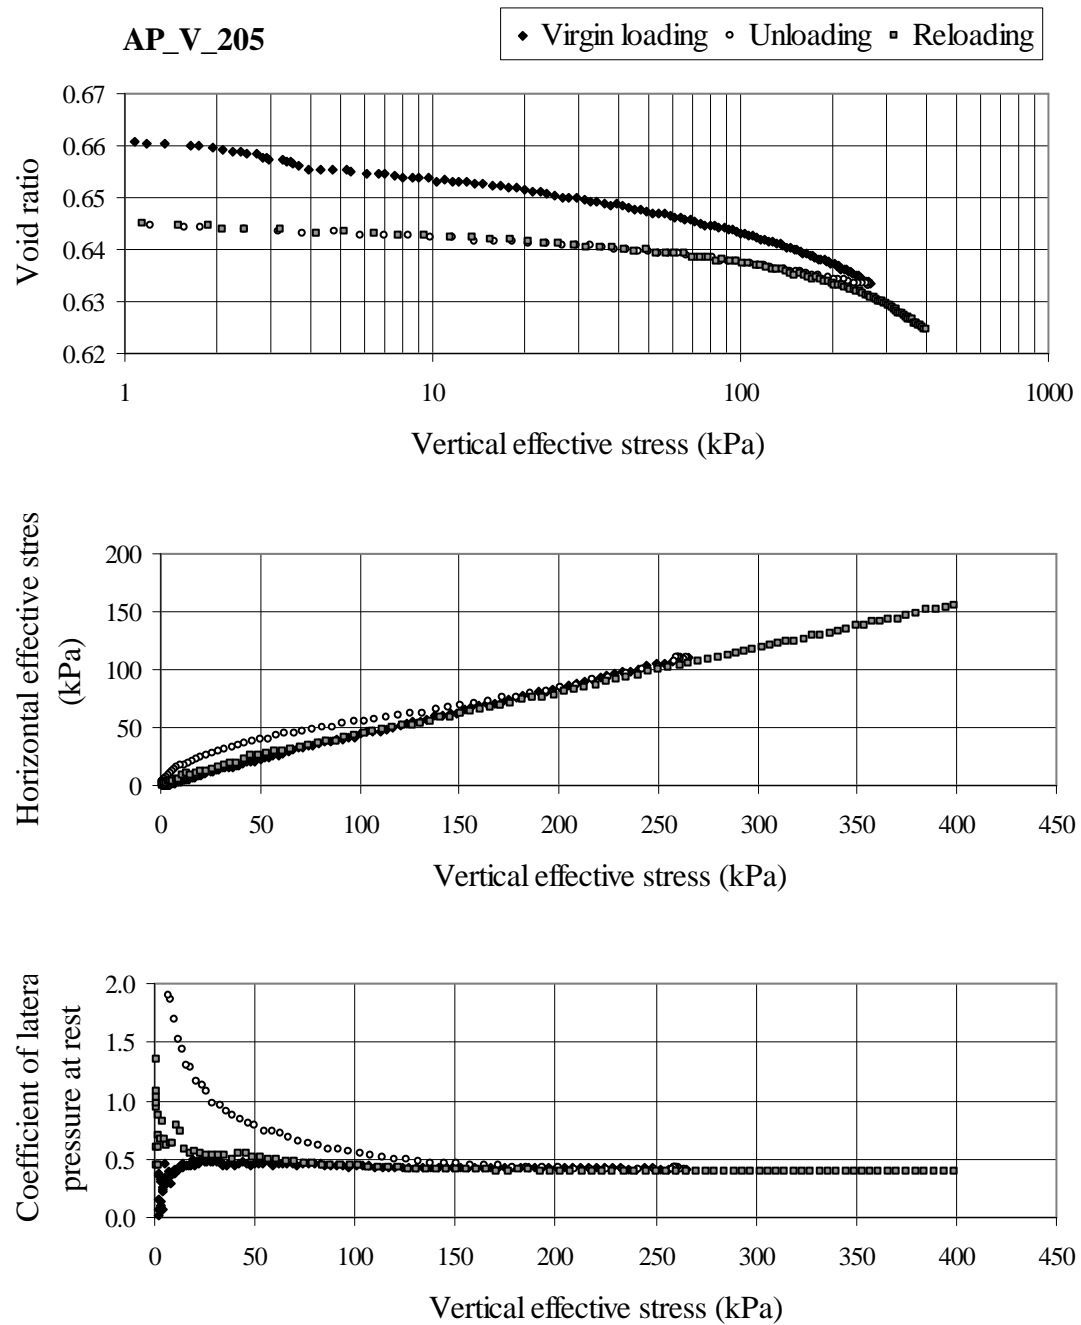 AP_V_205
Virgin loading Unloading Reloading
0.67
0.66
0.65
0.64
0.63
0.62
Void ratio
1 10 100 1000
Vertical effective stress (kPa)
200
150
100
50
0
Horizontal effective stres
(kPa)
0 50 100 150 200 250 300 350 400 450
Vertical effective stress (kPa)
2.0
1.5
1.0
0.5
0.0
Coefficient of latera
pressure at rest
0 50 100 150 200 250 300 350 400 450
Vertical effective stress (kPa)